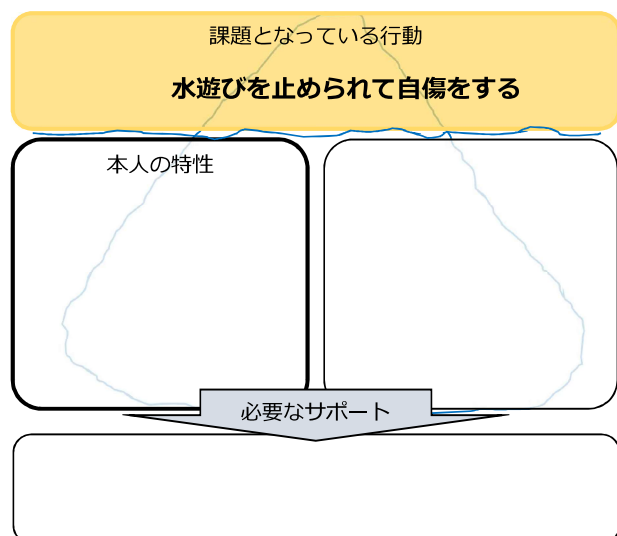 課題となっている行動
水遊びを止められて自傷をする
本人の特性
必要なサポート